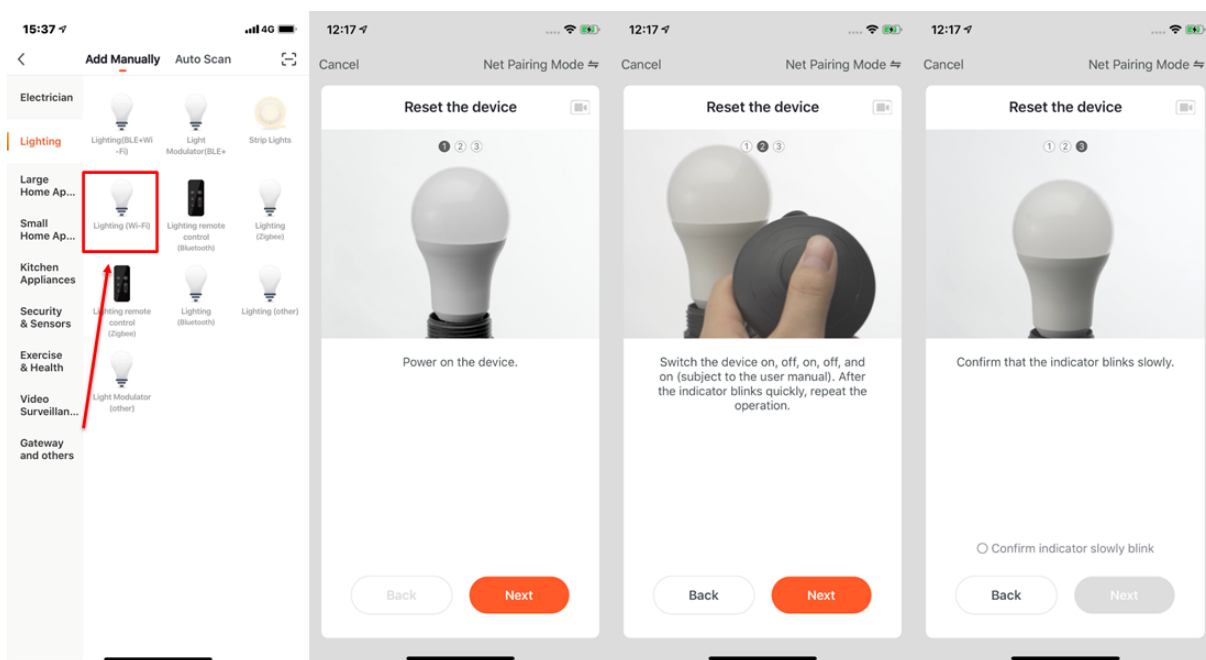 15:37
4G
Add Manually Auto Scan
Electrician
Lighting
Large
Home Ap...
Small
Home Ap...
Kitchen
Appliances
Security
& Sensors
Exercise
& Health
Video
Surveillan...
Gateway
and others
Lighting(BLE+Wi
-Fi)
Light
Modulator(BLE+
Strip Lights
Lighting (Wi-Fi)
Lighting remote
control
(Bluetooth)
Lighting
(Zigbee)
Lighting remote
control
(Zigbee)
Lighting
(Bluetooth)
Lighting (other)
Light Modulator
(other)
12:17
Cancel Net Pairing Mode ⇋
Reset the device
1 2 3
Power on the device.
Back Next
12:17
Cancel Net Pairing Mode ⇋
Reset the device
1 2 3
Switch the device on, off, on, off, and
on (subject to the user manual). After
the indicator blinks quickly, repeat the
operation.
Back Next
12:17
Cancel Net Pairing Mode ⇋
Reset the device
1 2 3
Confirm that the indicator blinks slowly.
Confirm indicator slowly blink
Back Next